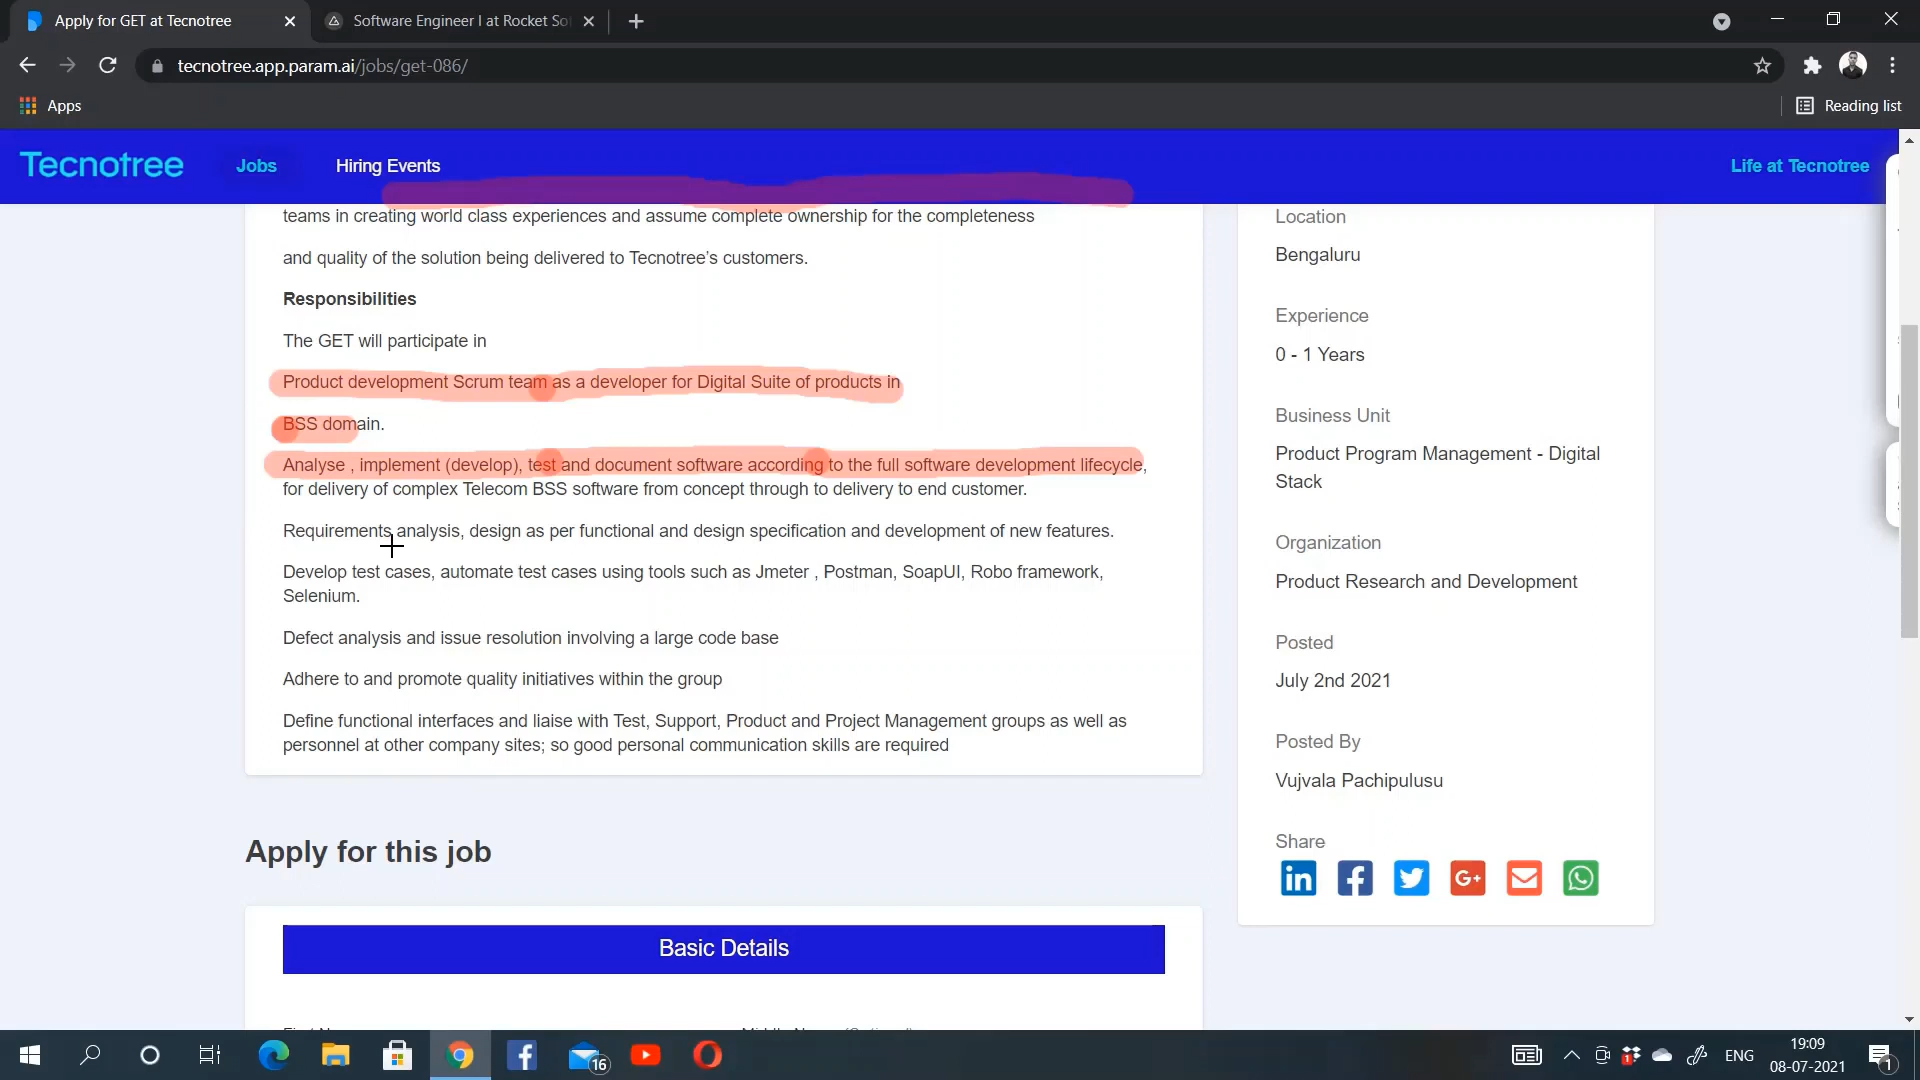 Apply for GET at Tecnotree
Software Engineer I at Rocket So
tecnotree.app.param.ai/jobs/get-086/
Apps
Reading list
Tecnotree
Jobs
Hiring Events
Life at Tecnotree
teams in creating world class experiences and assume complete ownership for the completeness
and quality of the solution being delivered to Tecnotree’s customers.
Responsibilities
The GET will participate in
Product development Scrum team as a developer for Digital Suite of products in
BSS domain.
Analyse , implement (develop), test and document software according to the full software development lifecycle,
for delivery of complex Telecom BSS software from concept through to delivery to end customer.
Requirements analysis, design as per functional and design specification and development of new features.
Develop test cases, automate test cases using tools such as Jmeter , Postman, SoapUI, Robo framework,
Selenium.
Defect analysis and issue resolution involving a large code base
Adhere to and promote quality initiatives within the group
Define functional interfaces and liaise with Test, Support, Product and Project Management groups as well as
personnel at other company sites; so good personal communication skills are required
Location
Bengaluru
Experience
0 - 1 Years
Business Unit
Product Program Management - Digital
Stack
Organization
Product Research and Development
Posted
July 2nd 2021
Posted By
Vujvala Pachipulusu
Share
in
G+
Apply for this job
Basic Details
16
1
ENG
19:09
08-07-2021
1